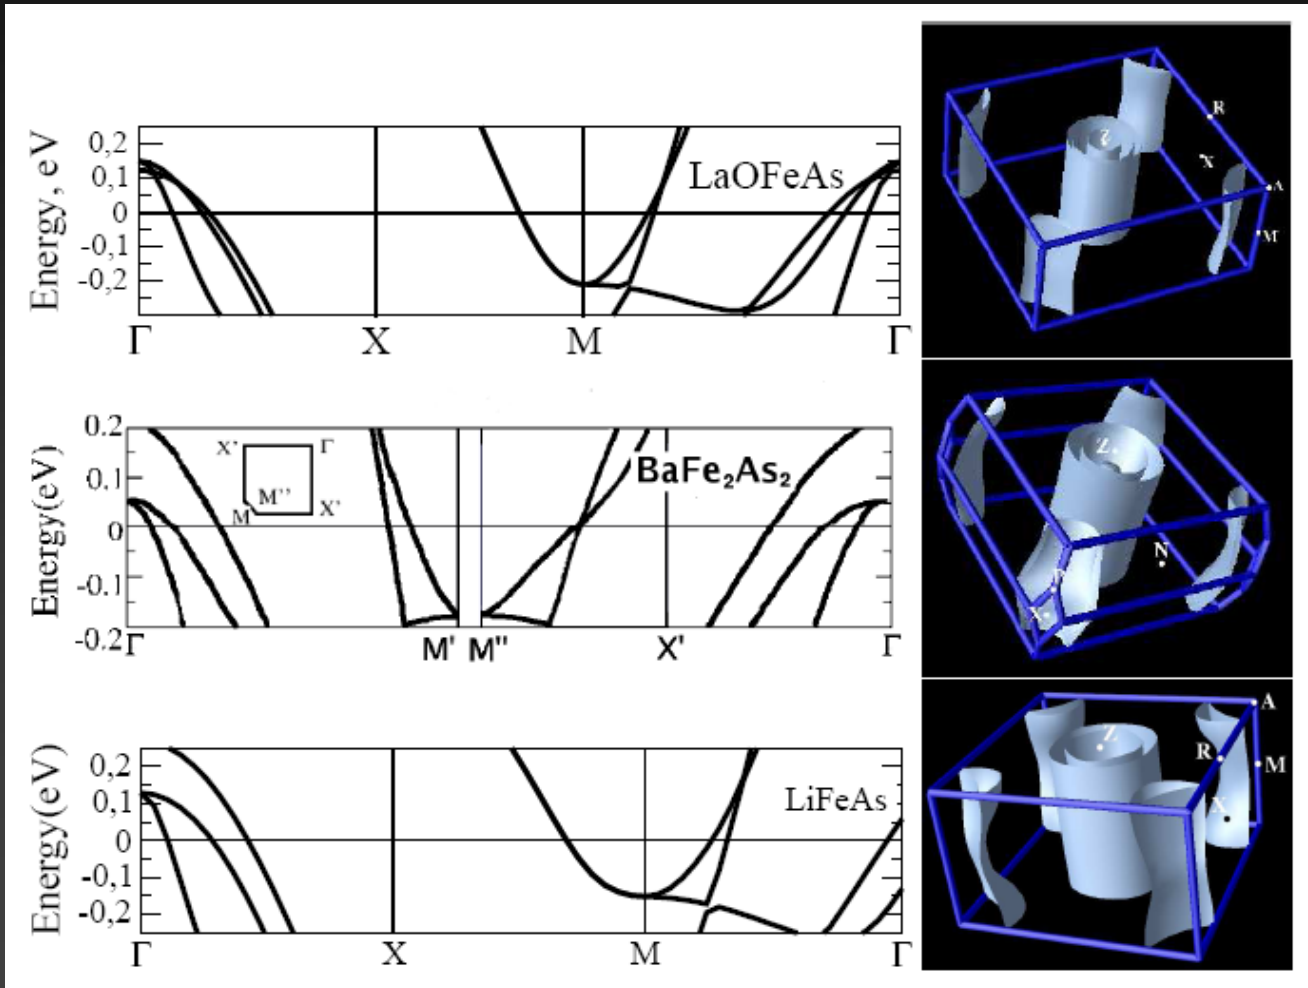 Energy, eV
0,2
0,1
0
-0,1
-0,2
LaOFeAs
Γ X M Γ
Z
R
X
A
M
Energy(eV)
0.2
0.1
0
-0.1
-0.2
X' Γ
M''
M X'
BaFe₂As₂
Γ M' M" X' Γ
Z
N
P
X
Energy(eV)
0,2
0,1
0
-0,1
-0,2
LiFeAs
Γ X M Γ
A
Z
R
M
X